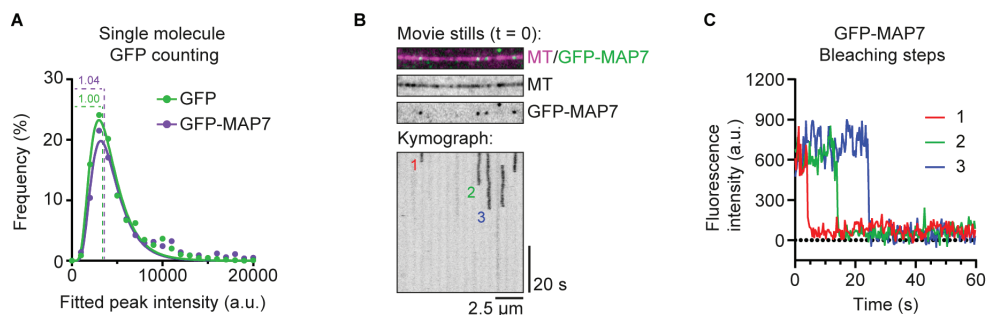 A
Single molecule
GFP counting
Frequency (%)
30
20
10
0
1.04
1.00
GFP
GFP-MAP7
0
10000
20000
Fitted peak intensity (a.u.)
B
Movie stills (t = 0):
MT/GFP-MAP7
MT
GFP-MAP7
Kymograph:
1
2
3
20 s
2.5 µm
C
GFP-MAP7
Bleaching steps
Fluorescence
intensity (a.u.)
1200
900
600
300
0
1
2
3
0
20
40
60
Time (s)